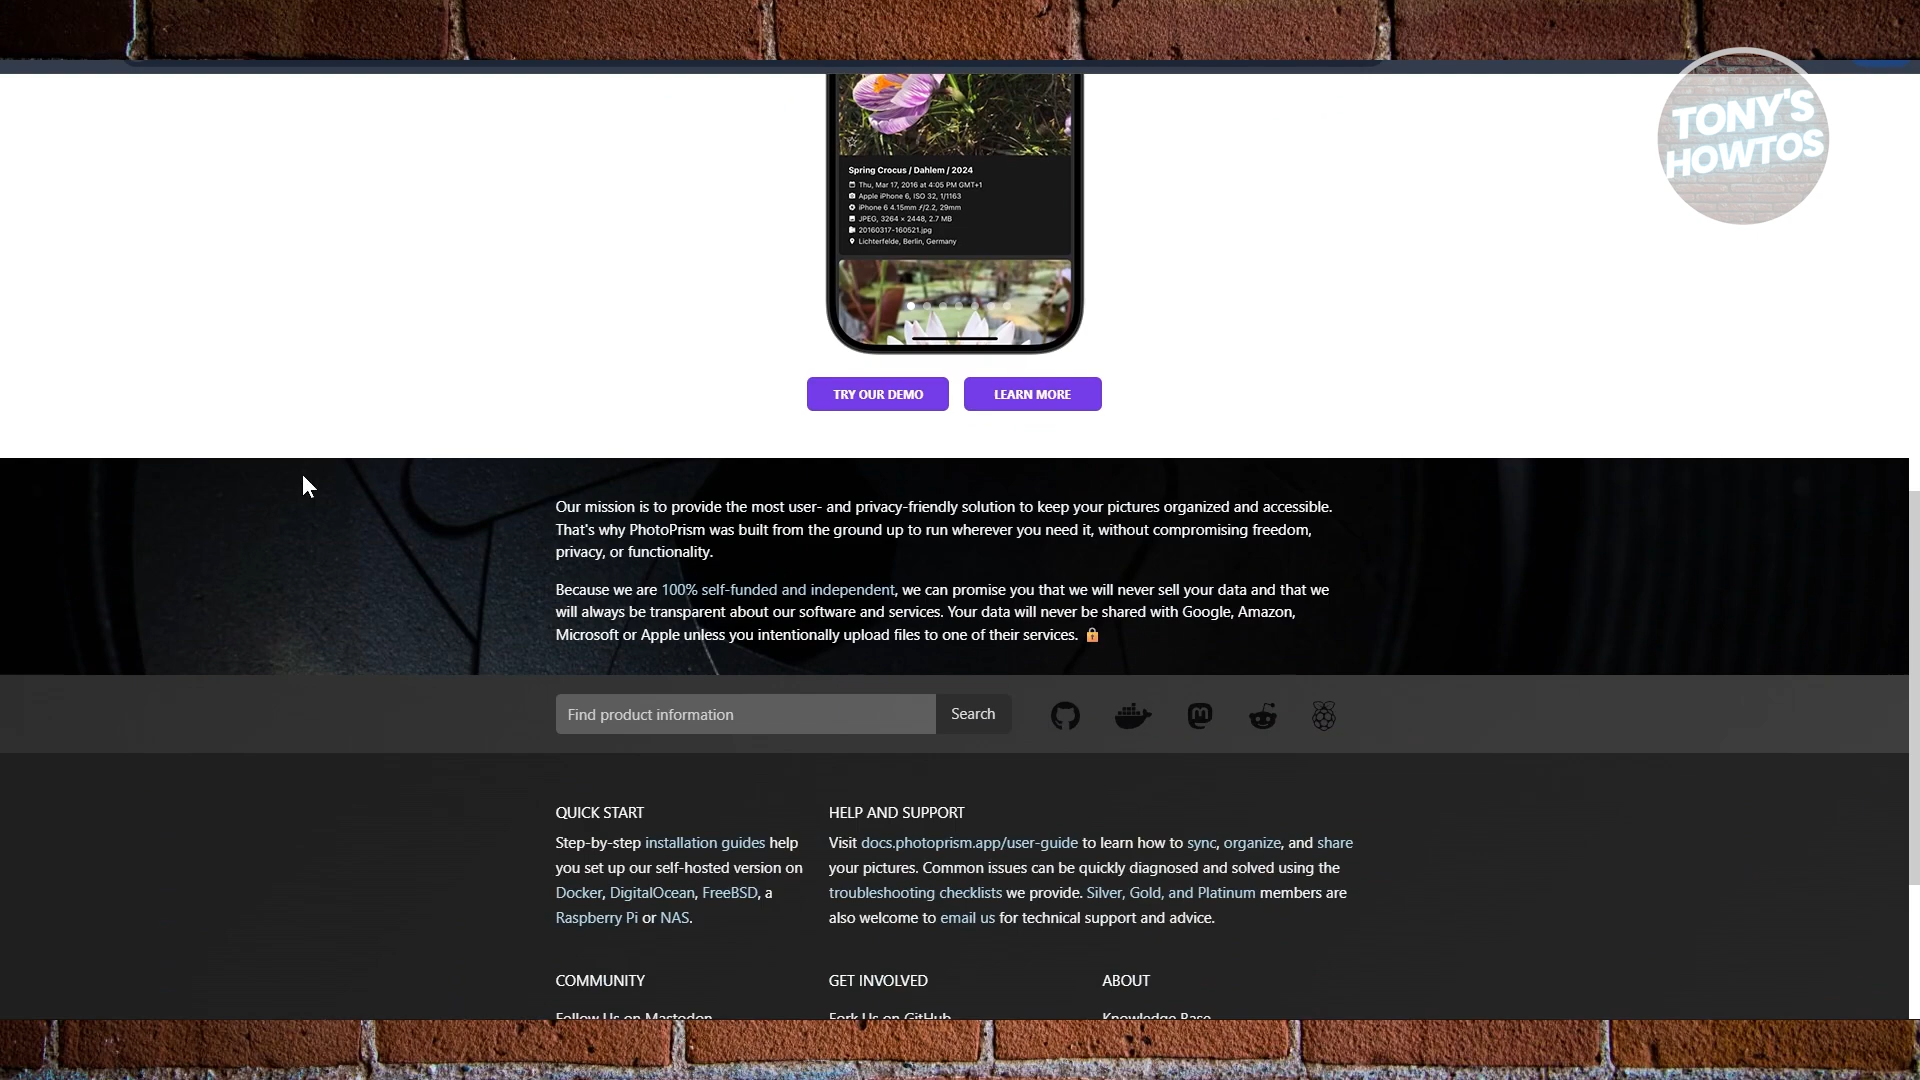 TONY'S
HOWTOS
Spring Crocus / Dahlem / 2024
Thu, Mar 17, 2016 at 4:05 PM GMT+1
Apple iPhone 6, ISO 32, 1/1163
iPhone 6 4.15mm ƒ/2.2, 29mm
JPEG, 3264 × 2448, 2.7 MB
20160317-160521.jpg
Lichterfelde, Berlin, Germany
TRY OUR DEMO LEARN MORE
Our mission is to provide the most user- and privacy-friendly solution to keep your pictures organized and accessible.
That's why PhotoPrism was built from the ground up to run wherever you need it, without compromising freedom,
privacy, or functionality.
Because we are 100% self-funded and independent, we can promise you that we will never sell your data and that we
will always be transparent about our software and services. Your data will never be shared with Google, Amazon,
Microsoft or Apple unless you intentionally upload files to one of their services. 🔒
Find product information Search
QUICK START
Step-by-step installation guides help
you set up our self-hosted version on
Docker, DigitalOcean, FreeBSD, a
Raspberry Pi or NAS.
HELP AND SUPPORT
Visit docs.photoprism.app/user-guide to learn how to sync, organize, and share
your pictures. Common issues can be quickly diagnosed and solved using the
troubleshooting checklists we provide. Silver, Gold, and Platinum members are
also welcome to email us for technical support and advice.
COMMUNITY
Follow Us on Mastodon
GET INVOLVED
Fork Us on GitHub
ABOUT
Knowledge Base